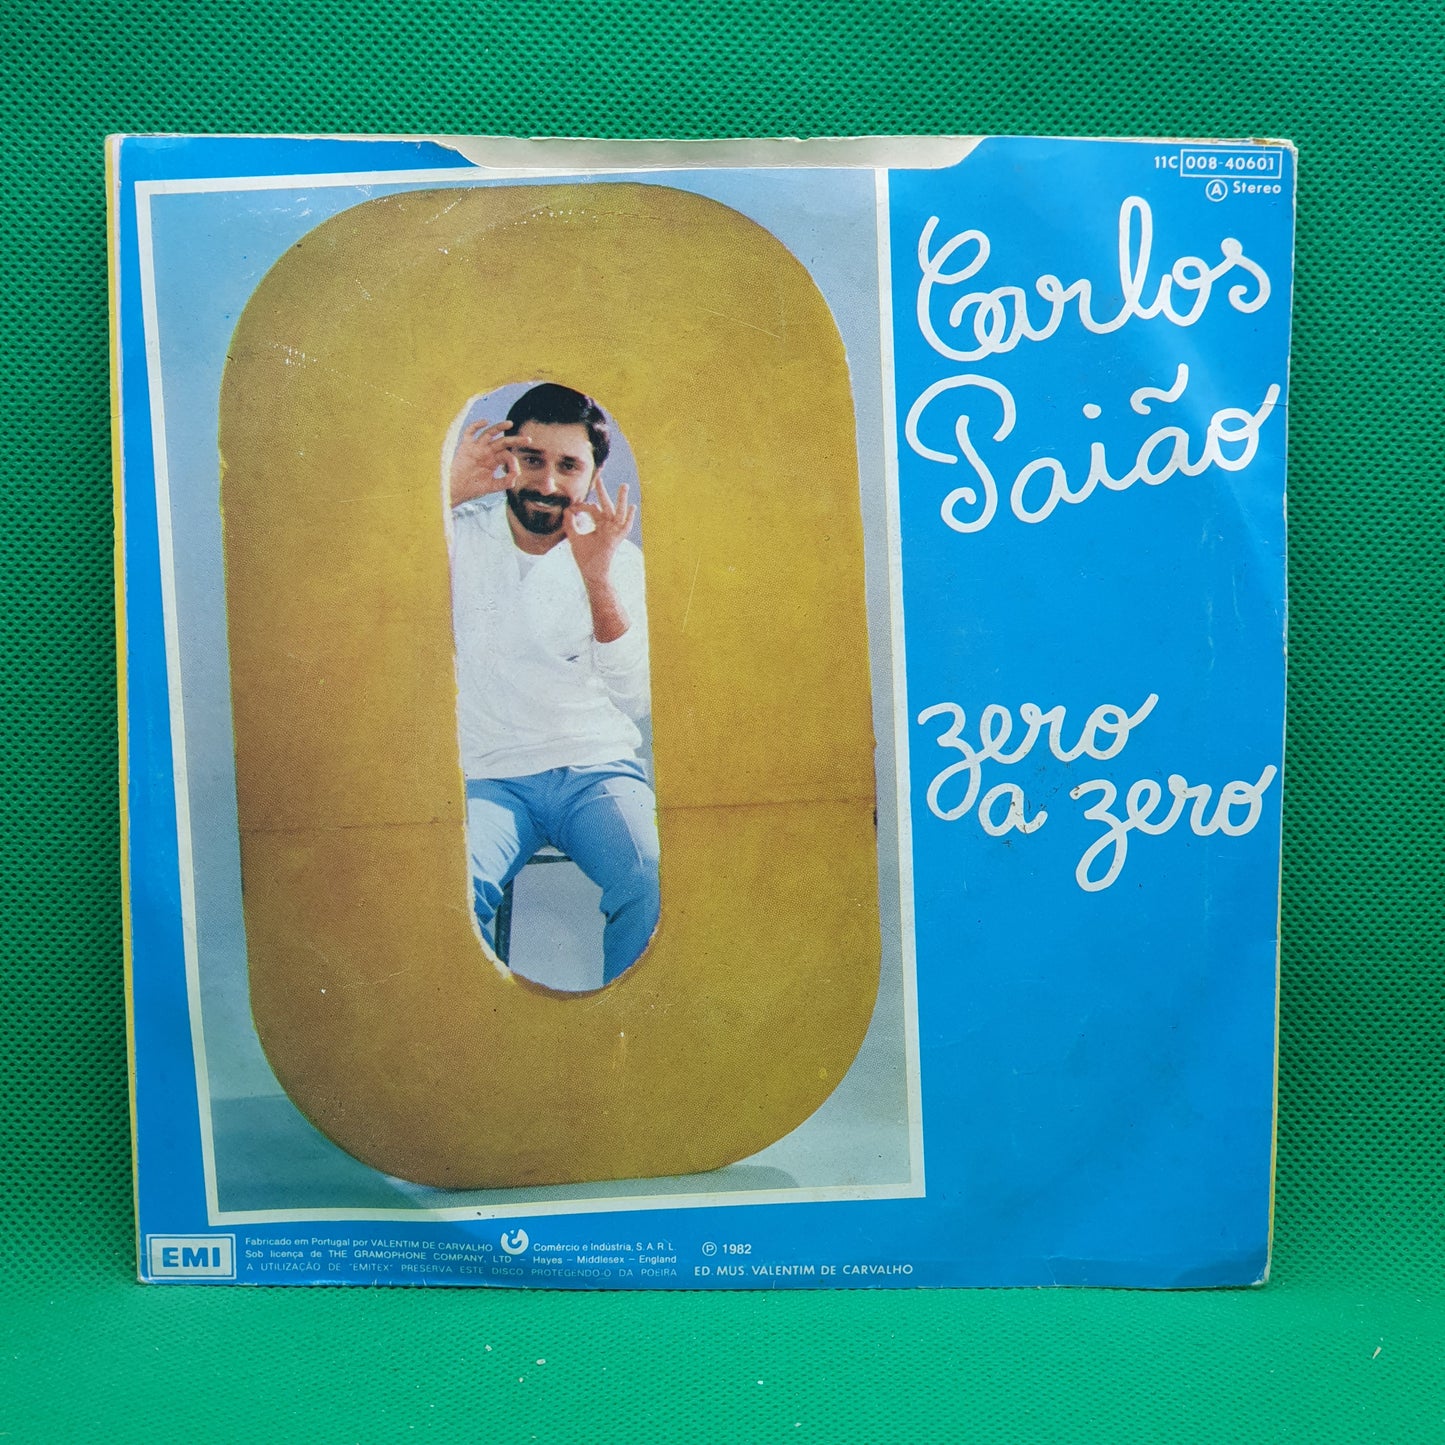 11C 008-40601
A Stereo
Carlos
Paião
zero
a zero
EMI
Fabricado em Portugal por VALENTIM DE CARVALHO Comércio e Indústria, S.A.R.L.
Sob licença de THE GRAMOPHONE COMPANY, LTD – Hayes – Middlesex – England
A UTILIZAÇÃO DE "EMITEX" PRESERVA ESTE DISCO PROTEGENDO-O DA POEIRA
℗ 1982
ED. MUS. VALENTIM DE CARVALHO